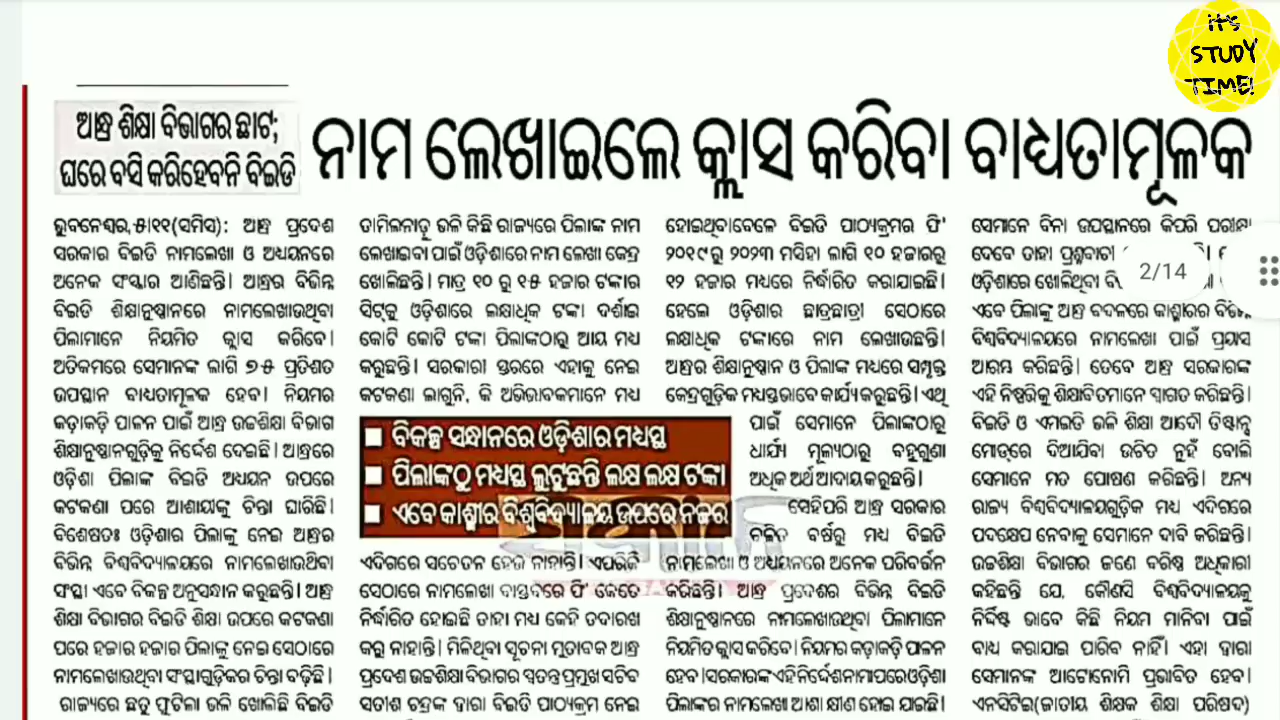 ITS
STUDY
TIME!
ଆନ୍ଧ୍ର ଶିକ୍ଷା ବିଭାଗର ଛାଟ;
ଘରେ ବସି କରିହେବନି ବିଇଡି
ନାମ ଲେଖାଇଲେ କ୍ଲାସ କରିବା ବାଧ୍ୟତାମୂଳକ
ଭୁବନେଶ୍ୱର,୫।୧୧(ସମିସ): ଆନ୍ଧ୍ର ପ୍ରଦେଶ
ସରକାର ବିଇଡି ନାମଲେଖା ଓ ଅଧ୍ୟୟନରେ
ଅନେକ ସଂସ୍କାର ଆଣିଛନ୍ତି। ଆନ୍ଧ୍ରର ବିଭିନ୍ନ
ବିଇଡି ଶିକ୍ଷାନୁଷ୍ଠାନରେ ନାମଲେଖାଉଥିବା
ପିଲାମାନେ ନିୟମିତ କ୍ଲାସ କରିବେ।
ଅତିକମରେ ସେମାନଙ୍କ ଲାଗି ୭୫ ପ୍ରତିଶତ
ଉପସ୍ଥାନ ବାଧ୍ୟତାମୂଳକ ହେବ। ନିୟମର
କଡ଼ାକଡ଼ି ପାଳନ ପାଇଁ ଆନ୍ଧ୍ର ଉଚ୍ଚଶିକ୍ଷା ବିଭାଗ
ଶିକ୍ଷାନୁଷ୍ଠାନଗୁଡ଼ିକୁ ନିର୍ଦ୍ଦେଶ ଦେଇଛି। ଆନ୍ଧ୍ରରେ
ଓଡ଼ିଶା ପିଲାଙ୍କ ବିଇଡି ଅଧ୍ୟୟନ ଉପରେ
କଟକଣା ପରେ ଆଶାୟୀଙ୍କୁ ଚିନ୍ତା ଘାରିଛି।
ବିଶେଷତଃ ଓଡ଼ିଶାର ପିଲାଙ୍କୁ ନେଇ ଆନ୍ଧ୍ରର
ବିଭିନ୍ନ ବିଶ୍ୱବିଦ୍ୟାଳୟରେ ନାମଲେଖାଉଥିବା
ସଂସ୍ଥା ଏବେ ବିକଳ୍ପ ଅନୁସନ୍ଧାନ କରୁଛନ୍ତି। ଆନ୍ଧ୍ର
ଶିକ୍ଷା ବିଭାଗର ବିଇଡି ଶିକ୍ଷା ଉପରେ କଟକଣା
ପରେ ହଜାର ହଜାର ପିଲାଙ୍କୁ ନେଇ ସେଠାରେ
ନାମଲେଖାଉଥିବା ସଂସ୍ଥାଗୁଡ଼ିକର ଚିନ୍ତା ବଢ଼ିଛି।
ରାଜ୍ୟରେ ଛତୁ ଫୁଟିଲା ଭଳି ଖୋଲିଛି ବିଇଡି
ତାମିଲନାଡୁ ଭଳି କିଛି ରାଜ୍ୟରେ ପିଲାଙ୍କ ନାମ
ଲେଖାଇବା ପାଇଁ ଓଡ଼ିଶାରେ ନାମ ଲେଖା କେନ୍ଦ୍ର
ଖୋଲିଛନ୍ତି। ମାତ୍ର ୧୦ ରୁ ୧୫ ହଜାର ଟଙ୍କାର
ସିଟ୍‌କୁ ଓଡ଼ିଶାରେ ଲକ୍ଷାଧିକ ଟଙ୍କା ଦର୍ଶାଇ
କୋଟି କୋଟି ଟଙ୍କା ପିଲାଙ୍କଠାରୁ ଆୟ ମଧ୍ୟ
କରୁଛନ୍ତି। ସରକାରୀ ସ୍ତରରେ ଏହାକୁ ନେଇ
କଟକଣା ଲାଗୁନି, କି ଅଭିଭାବକମାନେ ମଧ୍ୟ
■ ବିକଳ୍ପ ସନ୍ଧାନରେ ଓଡ଼ିଶାର ମଧ୍ୟସ୍ଥ
■ ପିଲାଙ୍କଠୁ ମଧ୍ୟସ୍ଥ ଲୁଟୁଛନ୍ତି ଲକ୍ଷ ଲକ୍ଷ ଟଙ୍କା
■ ଏବେ କାଶ୍ମୀର ବିଶ୍ୱବିଦ୍ୟାଳୟ ଉପରେ ନଜର
ଏଦିଗରେ ସଚେତନ ହେଉ ନାହାନ୍ତି। ଏପରିକି
ସେଠାରେ ନାମଲେଖା ବାସ୍ତବରେ ଫି' କେତେ
ନିର୍ଦ୍ଧାରିତ ହୋଇଛି ତାହା ମଧ୍ୟ କେହି ତଦାରଖ
କରୁ ନାହାନ୍ତି। ମିଳିଥିବା ସୂଚନା ମୁତାବକ ଆନ୍ଧ୍ର
ପ୍ରଦେଶ ଉଚ୍ଚଶିକ୍ଷା ବିଭାଗର ସ୍ୱତନ୍ତ୍ର ପ୍ରମୁଖ ସଚିବ
ସତୀଶ ଚନ୍ଦ୍ରଙ୍କ ଦ୍ୱାରା ବିଇଡି ପାଠ୍ୟକ୍ରମ ନେଇ
ହୋଇଥିବାବେଳେ ବିଇଡି ପାଠ୍ୟକ୍ରମର ଫି'
୨୦୧୯ରୁ ୨୦୨୩ ମସିହା ଲାଗି ୧୦ ହଜାରରୁ
୧୨ ହଜାର ମଧ୍ୟରେ ନିର୍ଦ୍ଧାରିତ କରାଯାଇଛି।
ହେଲେ ଓଡ଼ିଶାର ଛାତ୍ରଛାତ୍ରୀ ସେଠାରେ
ଲକ୍ଷାଧିକ ଟଙ୍କାରେ ନାମ ଲେଖାଉଛନ୍ତି।
ଆନ୍ଧ୍ରର ଶିକ୍ଷାନୁଷ୍ଠାନ ଓ ପିଲାଙ୍କ ମଧ୍ୟରେ ସମ୍ପୃକ୍ତ
କେନ୍ଦ୍ରଗୁଡ଼ିକ ମଧ୍ୟସ୍ତଭାବେ କାର୍ଯ୍ୟ କରୁଛନ୍ତି। ଏଥି
ପାଇଁ ସେମାନେ ପିଲାଙ୍କଠାରୁ
ଧାର୍ଯ୍ୟ ମୂଲ୍ୟଠାରୁ ବହୁଗୁଣା
ଅଧିକ ଅର୍ଥ ଆଦାୟ କରୁଛନ୍ତି।
ସେହିପରି ଆନ୍ଧ୍ର ସରକାର
ଚଳିତ ବର୍ଷରୁ ମଧ୍ୟ ବିଇଡି
ନାମଲେଖା ଓ ଅଧ୍ୟୟନରେ ଅନେକ ପରିବର୍ତ୍ତନ
କରିଛନ୍ତି। ଆନ୍ଧ୍ର ପ୍ରଦେଶର ବିଭିନ୍ନ ବିଇଡି
ଶିକ୍ଷାନୁଷ୍ଠାନରେ ନାମଲେଖାଉଥିବା ପିଲାମାନେ
ନିୟମିତ କ୍ଲାସ କରିବେ। ନିୟମର କଡ଼ାକଡ଼ି ପାଳନ
ହେବ। ସରକାରଙ୍କ ଏହି ନିର୍ଦ୍ଦେଶନାମା ପରେ ଓଡ଼ିଶା
ପିଲାଙ୍କର ନାମଲେଖା ଆଶା କ୍ଷୀଣ ହୋଇ ଯାଇଛି।
ସେମାନେ ବିନା ଉପସ୍ଥାନରେ କିପରି ପରୀକ୍ଷା
ଦେବେ ତାହା ପ୍ରଶ୍ନବାଚୀ
ଓଡ଼ିଶାରେ ଖୋଳିଥିବା
2/14
ଏବେ ପିଲାଙ୍କୁ ଆନ୍ଧ୍ର ବଦଳରେ କାଶ୍ମୀରର
ବିଶ୍ୱବିଦ୍ୟାଳୟରେ ନାମଲେଖା ପାଇଁ ପ୍ରୟାସ
ଆରମ୍ଭ କରିଛନ୍ତି। ତେବେ ଆନ୍ଧ୍ର ସରକାରଙ୍କ
ଏହି ନିଷ୍ପତ୍ତିକୁ ଶିକ୍ଷାବିତମାନେ ସ୍ୱାଗତ କରିଛନ୍ତି।
ବିଇଡି ଓ ଏମଇଡି ଭଳି ଶିକ୍ଷା ଆଦୌ ଡିଷ୍ଟାନ୍ସ
ମୋଡ୍‌ରେ ଦିଆଯିବା ଉଚିତ ନୁହଁ ବୋଲି
ସେମାନେ ମତ ପୋଷଣ କରିଛନ୍ତି। ଅନ୍ୟ
ରାଜ୍ୟ ବିଶ୍ୱବିଦ୍ୟାଳୟଗୁଡ଼ିକ ମଧ୍ୟ ଏଦିଗରେ
ପଦକ୍ଷେପ ନେବାକୁ ସେମାନେ ଦାବି କରିଛନ୍ତି।
ଉଚ୍ଚଶିକ୍ଷା ବିଭାଗର ଜଣେ ବରିଷ୍ଠ ଅଧିକାରୀ
କହିଛନ୍ତି ଯେ, କୌଣସି ବିଶ୍ୱବିଦ୍ୟାଳୟକୁ
ନିର୍ଦ୍ଦିଷ୍ଟ ଭାବେ କିଛି ନିୟମ ମାନିବା ପାଇଁ
ବାଧ୍ୟ କରାଯାଇ ପାରିବ ନାହିଁ। ଏହା ଦ୍ୱାରା
ସେମାନଙ୍କ ଆଟୋନୋମି ପ୍ରଭାବିତ ହେବ।
ଏନସିଟିଇ(ଜାତୀୟ ଶିକ୍ଷକ ଶିକ୍ଷା ପରିଷଦ)